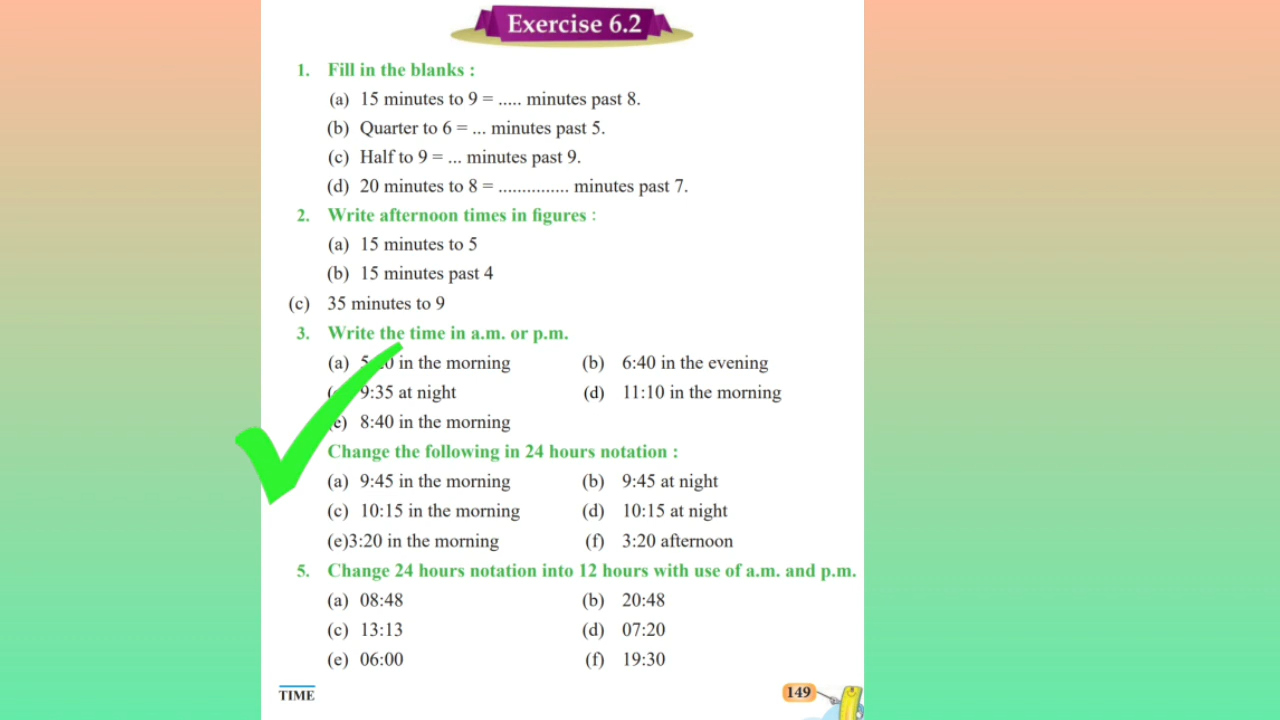 Exercise 6.2
1. Fill in the blanks :
(a) 15 minutes to 9 = ..... minutes past 8.
(b) Quarter to 6 = ... minutes past 5.
(c) Half to 9 = ... minutes past 9.
(d) 20 minutes to 8 = ............... minutes past 7.
2. Write afternoon times in figures :
(a) 15 minutes to 5
(b) 15 minutes past 4
(c) 35 minutes to 9
3. Write the time in a.m. or p.m.
(a) in the morning (b) 6:40 in the evening
9:35 at night (d) 11:10 in the morning
(e) 8:40 in the morning
Change the following in 24 hours notation :
(a) 9:45 in the morning (b) 9:45 at night
(c) 10:15 in the morning (d) 10:15 at night
(e)3:20 in the morning (f) 3:20 afternoon
5. Change 24 hours notation into 12 hours with use of a.m. and p.m.
(a) 08:48 (b) 20:48
(c) 13:13 (d) 07:20
(e) 06:00 (f) 19:30
TIME 149